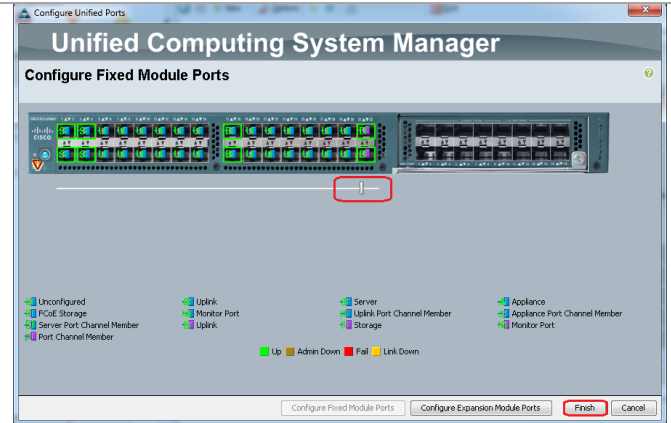 Configure Unified Ports
Unified Computing System Manager
Configure Fixed Module Ports
CISCO
Unconfigured
Uplink
Server
Appliance
FCoE Storage
Monitor Port
Uplink Port Channel Member
Appliance Port Channel Member
Server Port Channel Member
Uplink
Storage
Monitor Port
Port Channel Member
Up Admin Down Fail Link Down
Configure Fixed Module Ports Configure Expansion Module Ports Finish Cancel